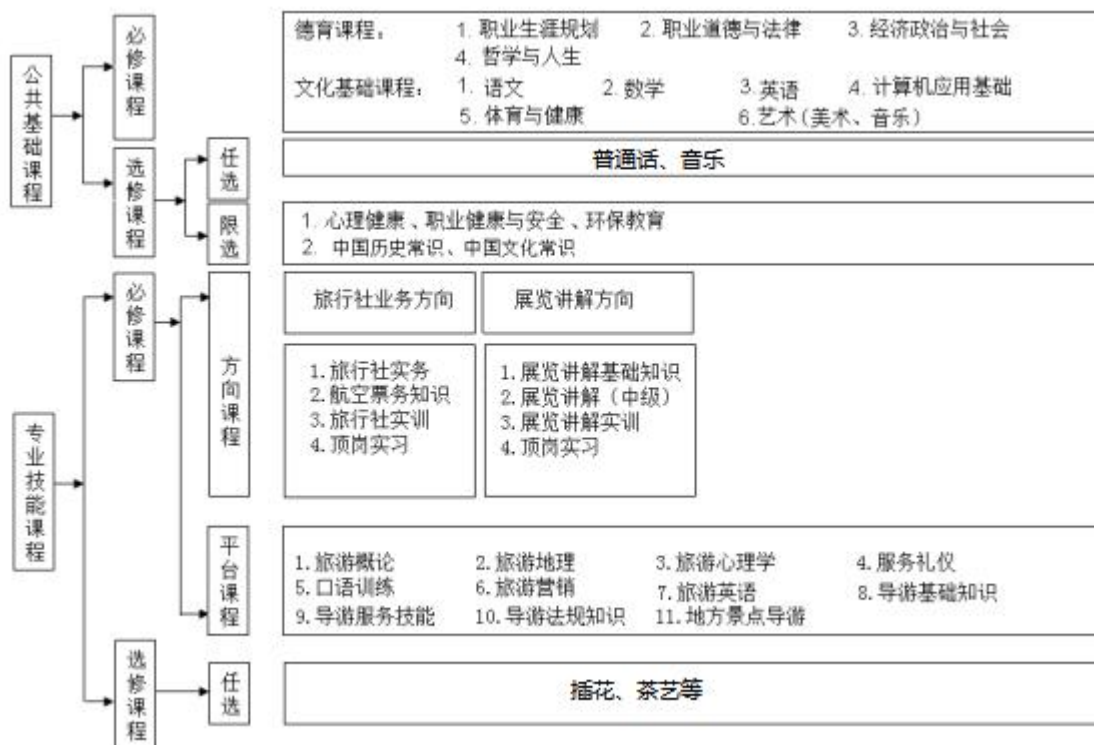 公共基础课程
必修课程
德育课程： 1. 职业生涯规划 2. 职业道德与法律 3. 经济政治与社会
4. 哲学与人生
文化基础课程： 1. 语文 2. 数学 3. 英语 4. 计算机应用基础
5. 体育与健康 6. 艺术(美术、音乐)
选修课程
任选
普通话、音乐
限选
1. 心理健康、职业健康与安全、环保教育
2. 中国历史常识、中国文化常识
专业技能课程
必修课程
方向课程
旅行社业务方向
展览讲解方向
1. 旅行社实务
2. 航空票务知识
3. 旅行社实训
4. 顶岗实习
1. 展览讲解基础知识
2. 展览讲解（中级）
3. 展览讲解实训
4. 顶岗实习
平台课程
1. 旅游概论 2. 旅游地理 3. 旅游心理学 4. 服务礼仪
5. 口语训练 6. 旅游营销 7. 旅游英语 8. 导游基础知识
9. 导游服务技能 10. 导游法规知识 11. 地方景点导游
选修课程
任选
插花、茶艺等